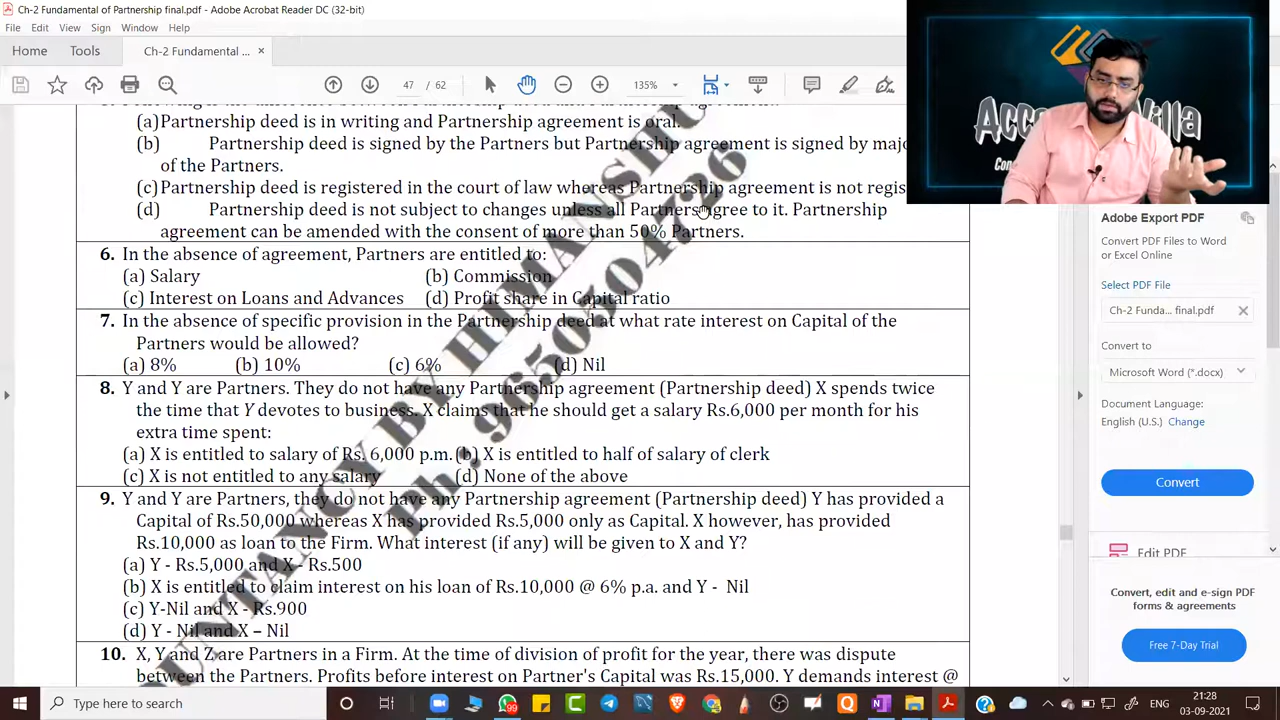 Ch-2 Fundamental of Partnership final.pdf - Adobe Acrobat Reader DC (32-bit)
File Edit View Sign Window Help
Home Tools Ch-2 Fundamental ... ×
47 / 62 135%
(a)Partnership deed is in writing and Partnership agreement is oral.
(b) Partnership deed is signed by the Partners but Partnership agreement is signed by
of the Partners.
(c)Partnership deed is registered in the court of law whereas Partnership agreement is not
(d) Partnership deed is not subject to changes unless all Partners agree to it. Partnership
agreement can be amended with the consent of more than 50% Partners.
6. In the absence of agreement, Partners are entitled to:
(a) Salary (b) Commission
(c) Interest on Loans and Advances (d) Profit share in Capital ratio
7. In the absence of specific provision in the Partnership deed at what rate interest on Capital of the
Partners would be allowed?
(a) 8% (b) 10% (c) 6% (d) Nil
8. Y and Y are Partners. They do not have any Partnership agreement (Partnership deed) X spends twice
the time that Y devotes to business. X claims that he should get a salary Rs.6,000 per month for his
extra time spent:
(a) X is entitled to salary of Rs. 6,000 p.m. (b) X is entitled to half of salary of clerk
(c) X is not entitled to any salary (d) None of the above
9. Y and Y are Partners, they do not have any Partnership agreement (Partnership deed) Y has provided a
Capital of Rs.50,000 whereas X has provided Rs.5,000 only as Capital. X however, has provided
Rs.10,000 as loan to the Firm. What interest (if any) will be given to X and Y?
(a) Y - Rs.5,000 and X - Rs.500
(b) X is entitled to claim interest on his loan of Rs.10,000 @ 6% p.a. and Y - Nil
(c) Y-Nil and X - Rs.900
(d) Y - Nil and X – Nil
10. X, Y and Z are Partners in a Firm. At the time of division of profit for the year, there was dispute
between the Partners. Profits before interest on Partner's Capital was Rs.15,000. Y demands interest @
Ph. 9650504726
Adobe Export PDF
Convert PDF Files to Word
or Excel Online
Select PDF File
Ch-2 Funda... final.pdf
Convert to
Microsoft Word (*.docx)
Document Language:
English (U.S.) Change
Convert
Edit PDF
Convert, edit and e-sign PDF
forms & agreements
Free 7-Day Trial
Type here to search
99
ENG
21:28
03-09-2021